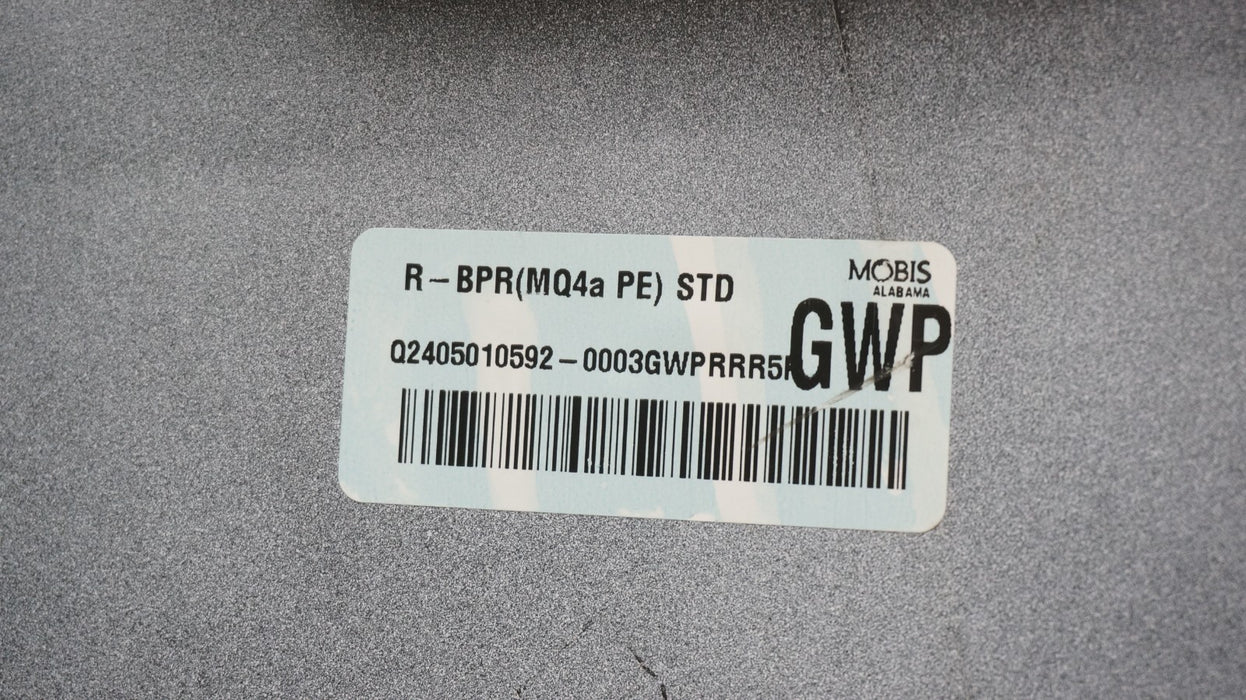 R-BPR(MQ4a PE) STD
MOBIS
ALABAMA
GWP
Q2405010592-0003GWPRRR5